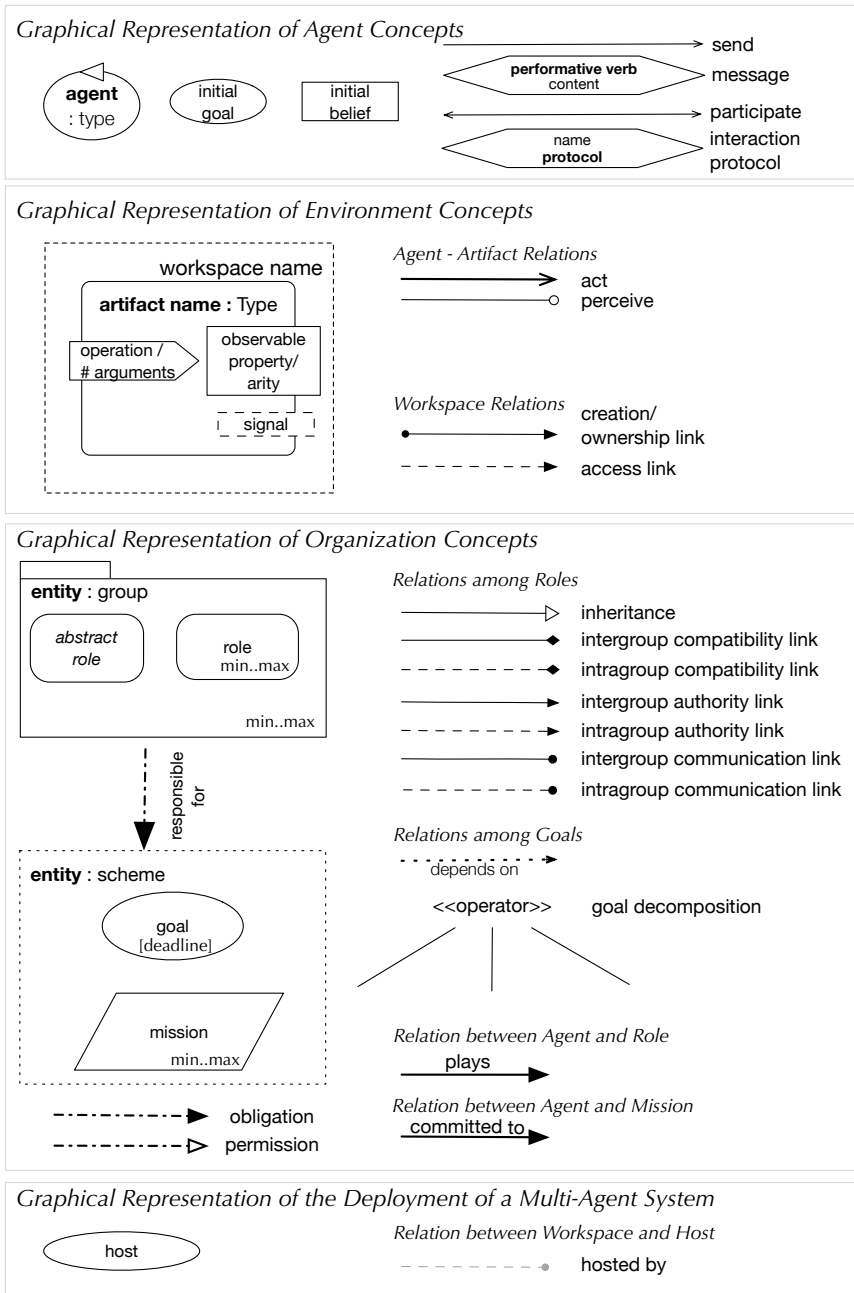 Graphical Representation of Agent Concepts
agent
: type
initial
goal
initial
belief
send
performative verb
content
message
participate
name
protocol
interaction
protocol
Graphical Representation of Environment Concepts
workspace name
artifact name : Type
operation /
# arguments
observable
property/
arity
signal
Agent - Artifact Relations
act
perceive
Workspace Relations
creation/
ownership link
access link
Graphical Representation of Organization Concepts
entity : group
abstract
role
role
min..max
min..max
responsible
for
entity : scheme
goal
[deadline]
mission
min..max
obligation
permission
Relations among Roles
inheritance
intergroup compatibility link
intragroup compatibility link
intergroup authority link
intragroup authority link
intergroup communication link
intragroup communication link
Relations among Goals
depends on
<<operator>>
goal decomposition
Relation between Agent and Role
plays
Relation between Agent and Mission
committed to
Graphical Representation of the Deployment of a Multi-Agent System
host
Relation between Workspace and Host
hosted by